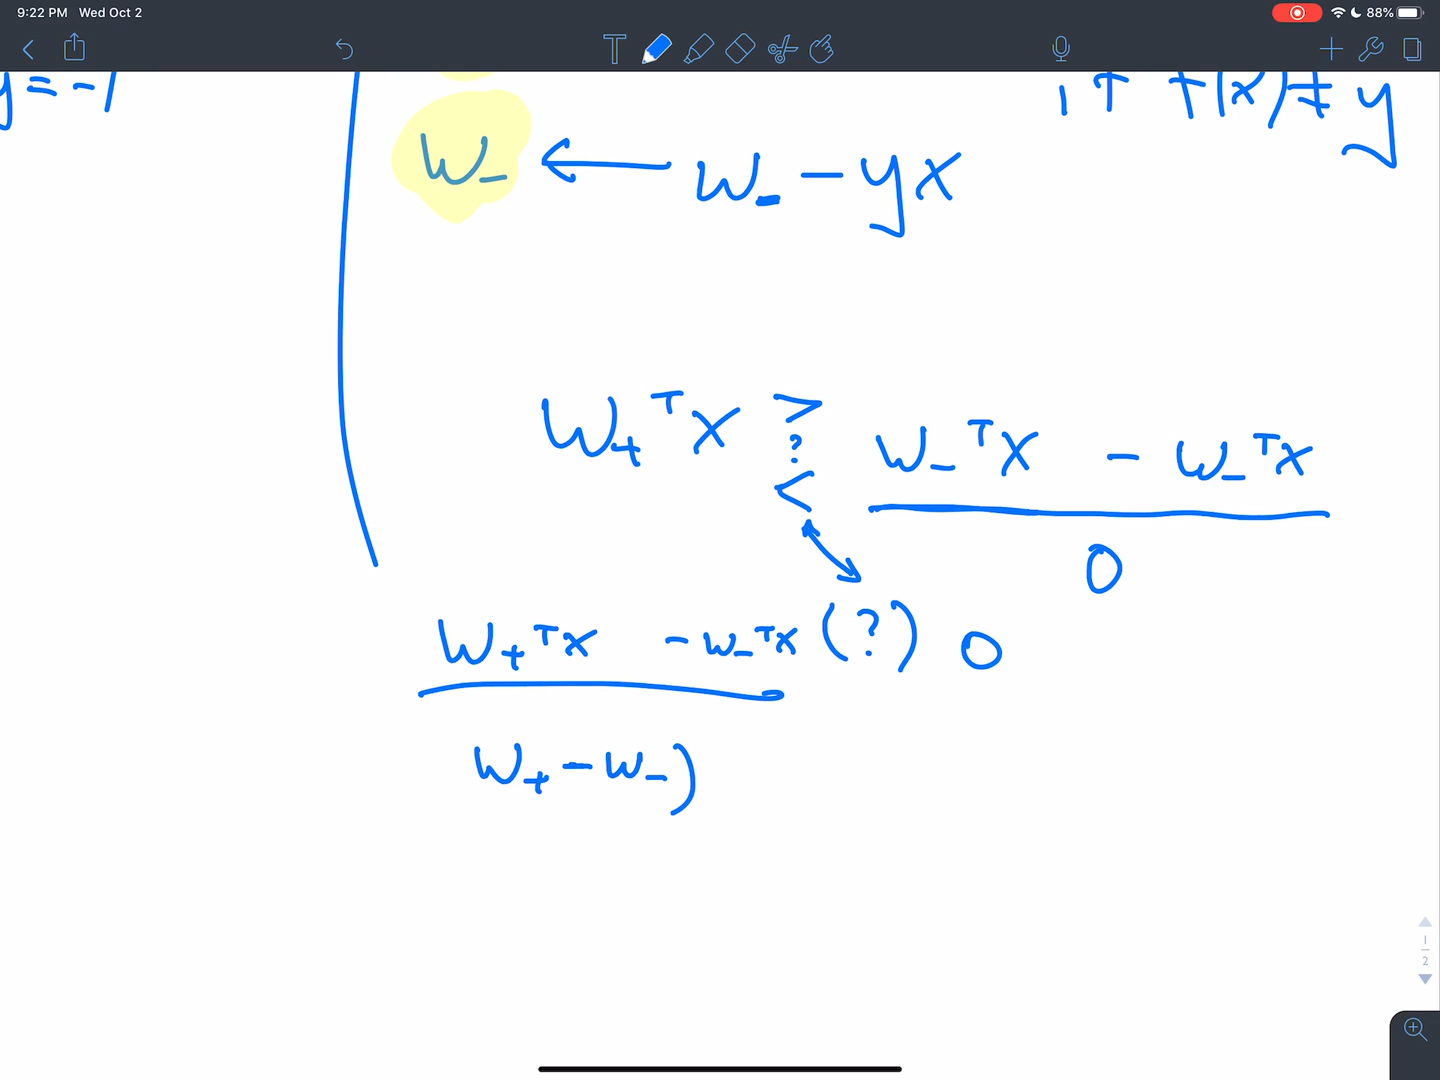 9:22 PM Wed Oct 2
88%
T
y = -1
if f(x) ≠ y
w₋ ← w₋ - yx
w₊ᵀx > ? < w₋ᵀx - w₋ᵀx
0
w₊ᵀx - w₋ᵀx (?) 0
w₊ - w₋)
1
2